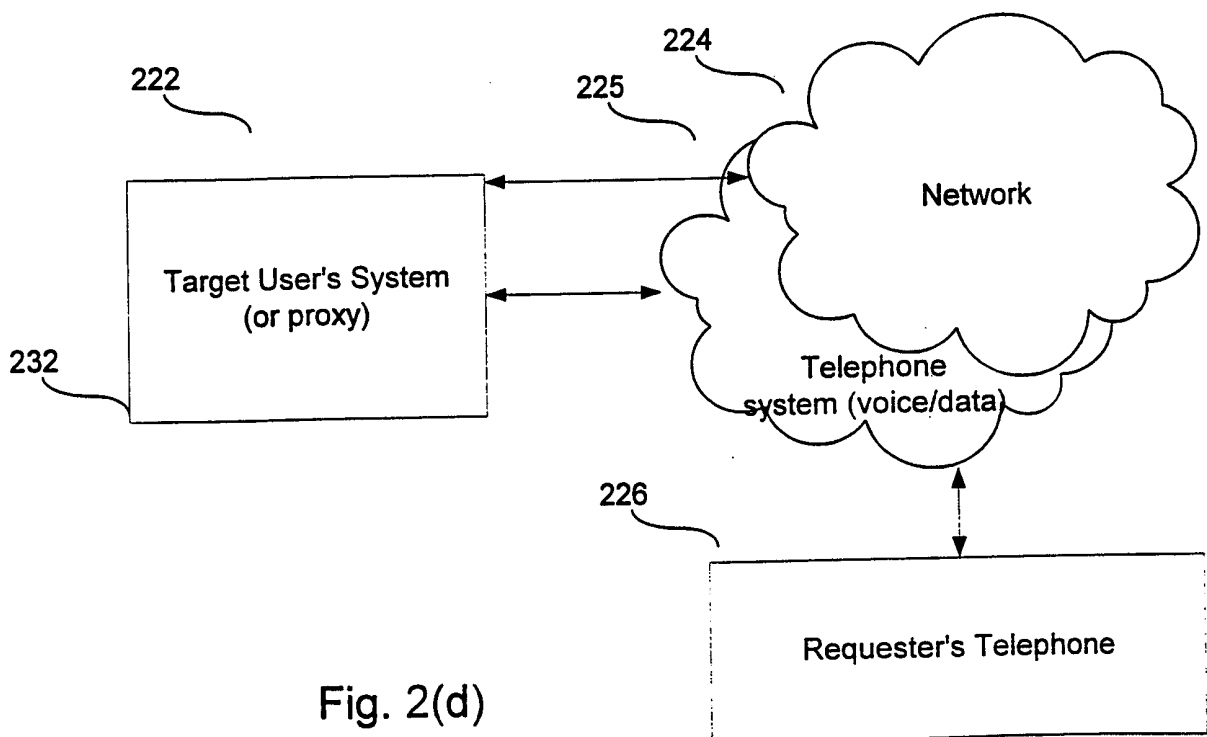 224
222
225
Network
Target User's System
(or proxy)
232
Telephone
system (voice/data)
226
Requester's Telephone
Fig. 2(d)